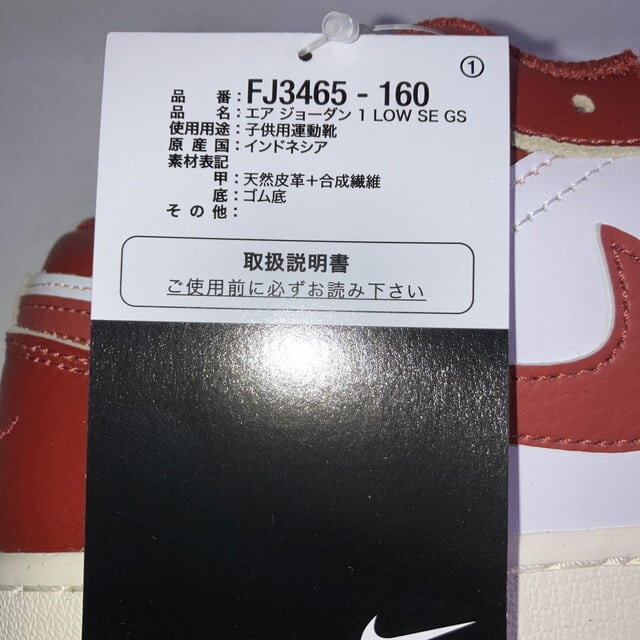 ①
品番：FJ3465 - 160
品名：エア ジョーダン 1 LOW SE GS
使用用途：子供用運動靴
原産国：インドネシア
素材表記
甲：天然皮革＋合成繊維
底：ゴム底
その他：
取扱説明書
ご使用前に必ずお読み下さい